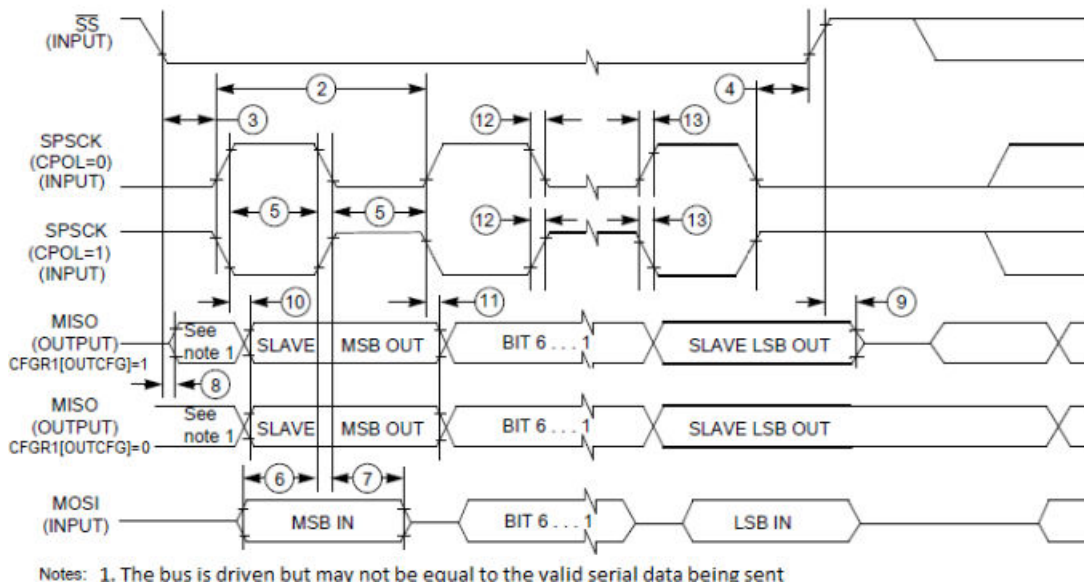 SS
(INPUT)
2
4
3
12
13
SPSCK
(CPOL=0)
(INPUT)
5
5
SPSCK
(CPOL=1)
(INPUT)
12
13
10
11
9
MISO
(OUTPUT)
CFGR1[OUTCFG]=1
See
note 1
SLAVE
MSB OUT
BIT 6 . . . 1
SLAVE LSB OUT
8
MISO
(OUTPUT)
CFGR1[OUTCFG]=0
See
note 1
SLAVE
MSB OUT
BIT 6 . . . 1
SLAVE LSB OUT
6
7
MOSI
(INPUT)
MSB IN
BIT 6 . . . 1
LSB IN
Notes: 1. The bus is driven but may not be equal to the valid serial data being sent